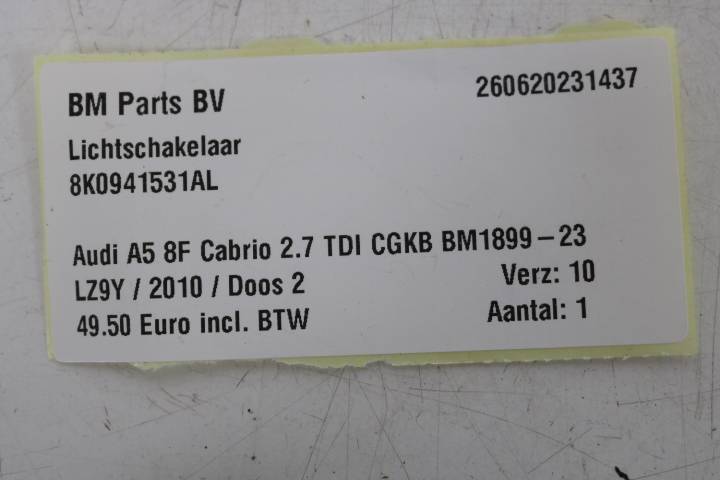 BM Parts BV 260620231437
Lichtschakelaar
8K0941531AL
Audi A5 8F Cabrio 2.7 TDI CGKB BM1899-23
LZ9Y / 2010 / Doos 2 Verz: 10
49.50 Euro incl. BTW Aantal: 1